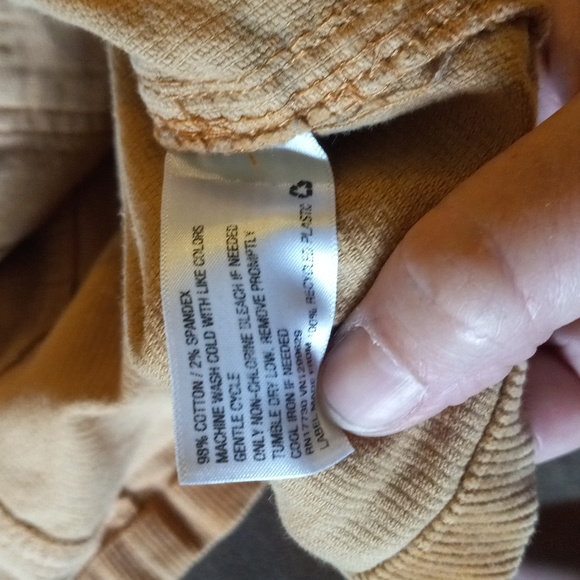 98% COTTON / 2% SPANDEX
MACHINE WASH COLD WITH LIKE COLORS
GENTLE CYCLE
ONLY NON-CHLORINE BLEACH IF NEEDED
TUMBLE DRY LOW. REMOVE PROMPTLY
COOL IRON IF NEEDED
RN17730
LABEL MADE FROM 100% RECYCLED PLASTIC